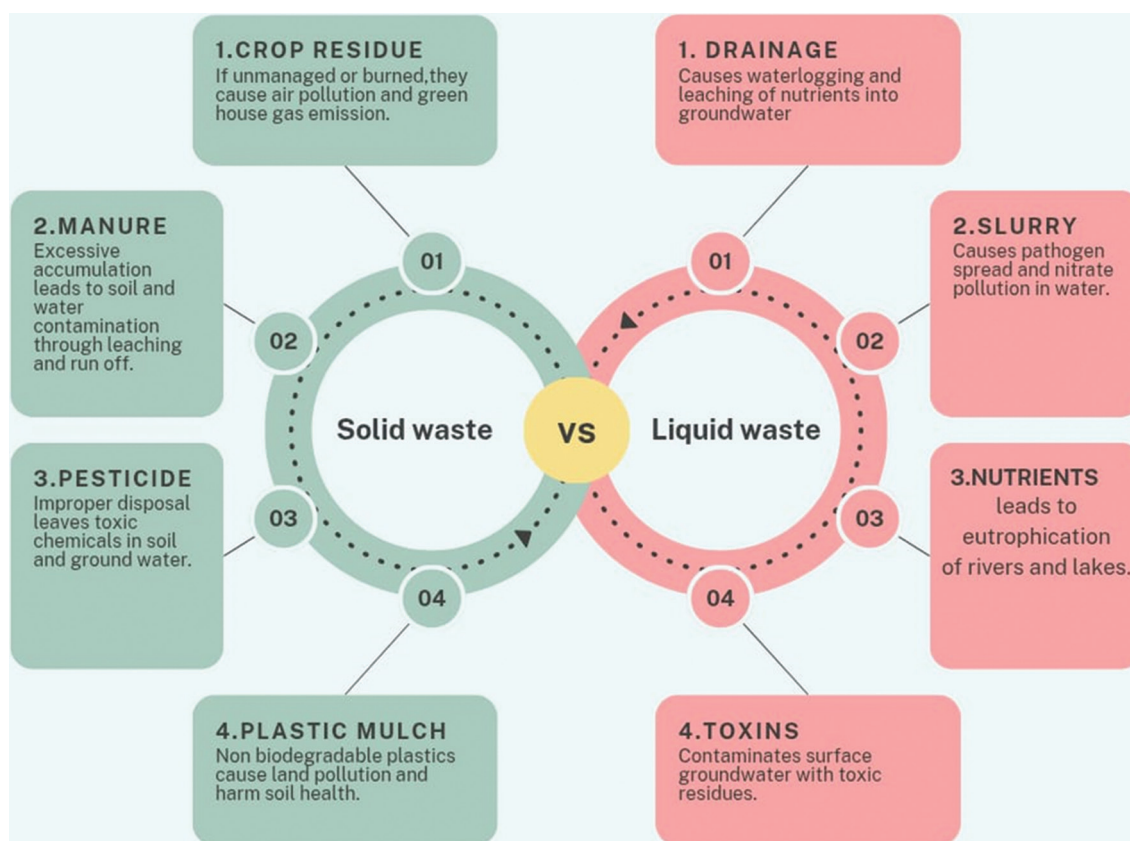 1.CROP RESIDUE
If unmanaged or burned,they
cause air pollution and green
house gas emission.
1. DRAINAGE
Causes waterlogging and
leaching of nutrients into
groundwater
2.MANURE
Excessive
accumulation
leads to soil and
water
contamination
through leaching
and run off.
2.SLURRY
Causes pathogen
spread and nitrate
pollution in water.
01
01
02
02
Solid waste
VS
Liquid waste
3.PESTICIDE
Improper disposal
leaves toxic
chemicals in soil
and ground water.
3.NUTRIENTS
leads to
eutrophication
of rivers and lakes.
03
03
04
04
4.PLASTIC MULCH
Non biodegradable plastics
cause land pollution and
harm soil health.
4.TOXINS
Contaminates surface
groundwater with toxic
residues.